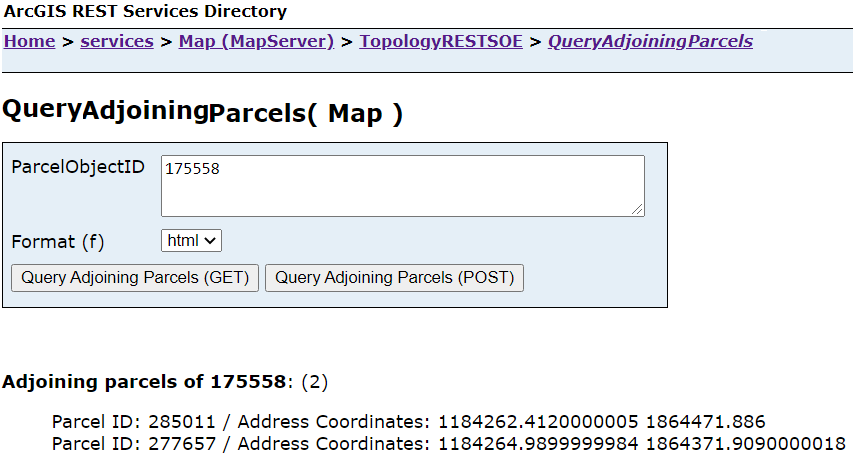 ArcGIS REST Services Directory
Home > services > Map (MapServer) > TopologyRESTSOE > QueryAdjoiningParcels
QueryAdjoiningParcels( Map )
ParcelObjectID 175558
Format (f) html
Query Adjoining Parcels (GET) Query Adjoining Parcels (POST)
Adjoining parcels of 175558: (2)
Parcel ID: 285011 / Address Coordinates: 1184262.4120000005 1864471.886
Parcel ID: 277657 / Address Coordinates: 1184264.9899999984 1864371.9090000018